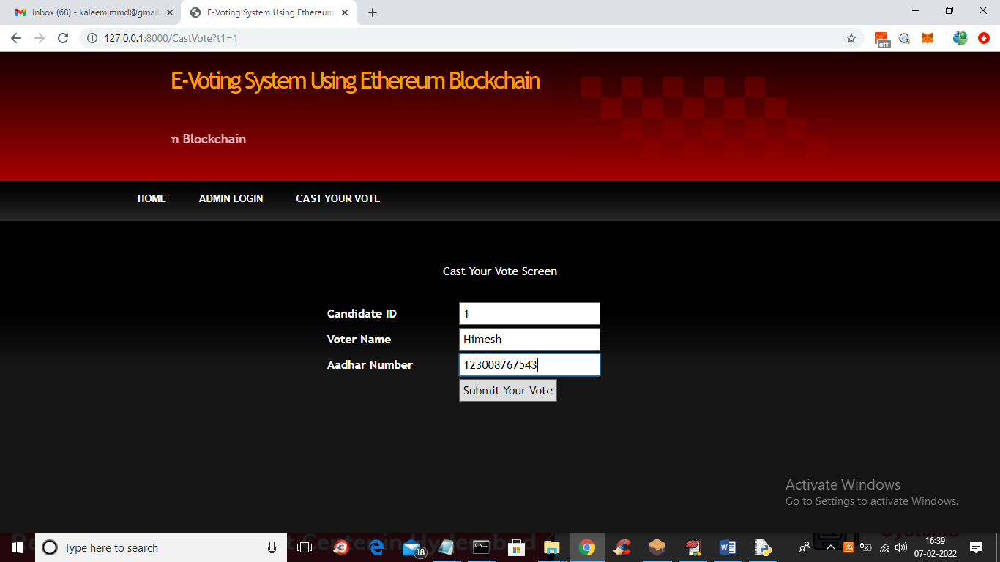 Inbox (68) - kaleem.mmd@gmai
E-Voting System Using Ethereum
127.0.0.1:8000/CastVote?t1=1
off
E-Voting System Using Ethereum Blockchain
n Blockchain
HOME ADMIN LOGIN CAST YOUR VOTE
Cast Your Vote Screen
Candidate ID 1
Voter Name Himesh
Aadhar Number 123008767543
Submit Your Vote
Activate Windows
Go to Settings to activate Windows.
Type here to search
18
16:39
07-02-2022